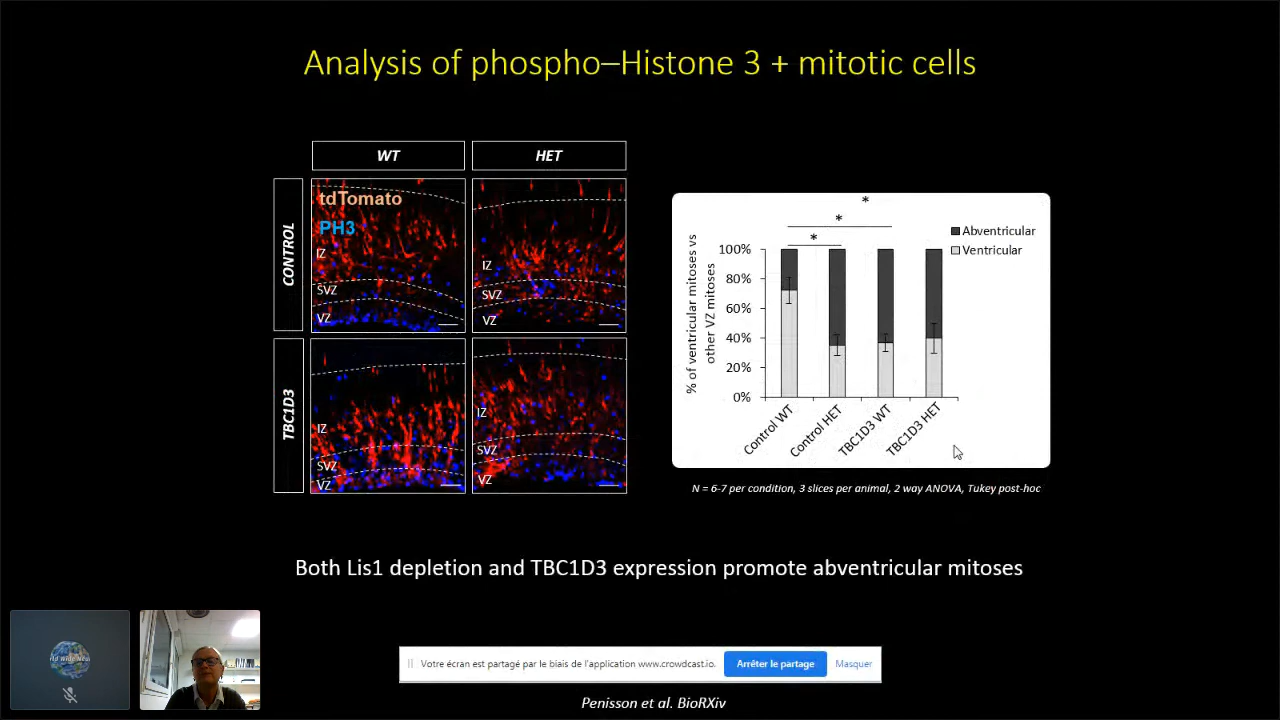 Analysis of phospho–Histone 3 + mitotic cells
WT
HET
CONTROL
tdTomato
PH3
IZ
SVZ
VZ
IZ
SVZ
VZ
TBC1D3
IZ
SVZ
VZ
IZ
SVZ
VZ
*
*
*
Abventricular
Ventricular
% of ventricular mitoses vs
other VZ mitoses
100%
80%
60%
40%
20%
0%
Control WT
Control HET
TBC1D3 WT
TBC1D3 HET
N = 6-7 per condition, 3 slices per animal, 2 way ANOVA, Tukey post-hoc
Both Lis1 depletion and TBC1D3 expression promote abventricular mitoses
Votre écran est partagé par le biais de l'application www.crowdcast.io.
Arrêter le partage
Masquer
Penisson et al. BioRXiv